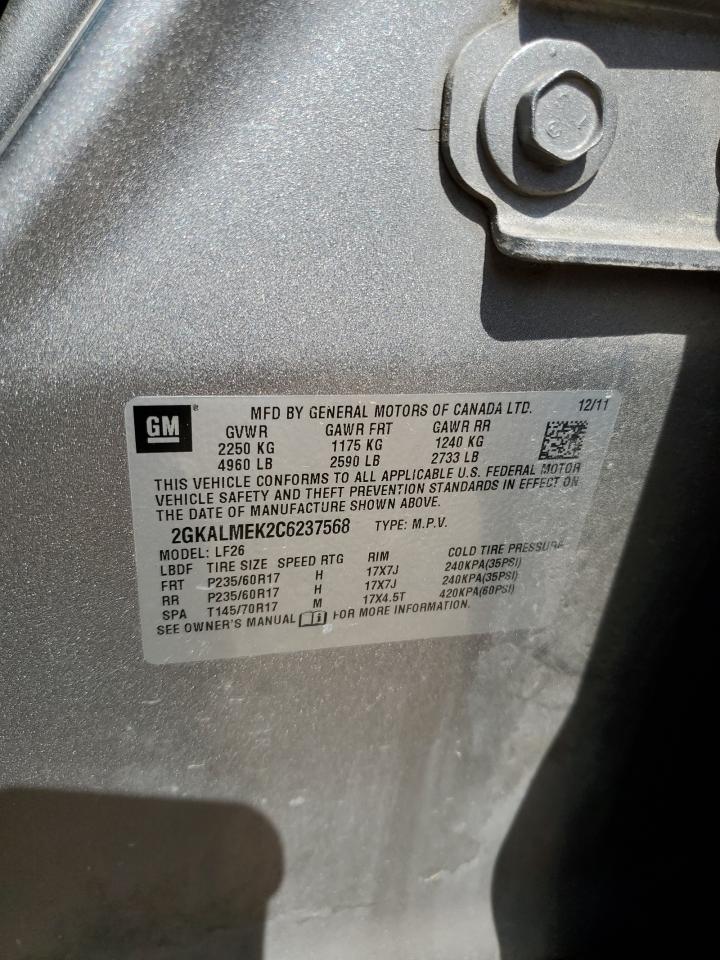 GM ® MFD BY GENERAL MOTORS OF CANADA LTD. 12/11
GVWR GAWR FRT GAWR RR
2250 KG 1175 KG 1240 KG
4960 LB 2590 LB 2733 LB
THIS VEHICLE CONFORMS TO ALL APPLICABLE U.S. FEDERAL MOTOR
VEHICLE SAFETY AND THEFT PREVENTION STANDARDS IN EFFECT ON
THE DATE OF MANUFACTURE SHOWN ABOVE.
2GKALMEK2C6237568 TYPE: M.P.V.
MODEL: LF26
LBDF TIRE SIZE SPEED RTG RIM COLD TIRE PRESSURE
FRT P235/60R17 H 17X7J 240KPA(35PSI)
RR P235/60R17 H 17X7J 240KPA(35PSI)
SPA T145/70R17 M 17X4.5T 420KPA(60PSI)
SEE OWNER'S MANUAL FOR MORE INFORMATION.